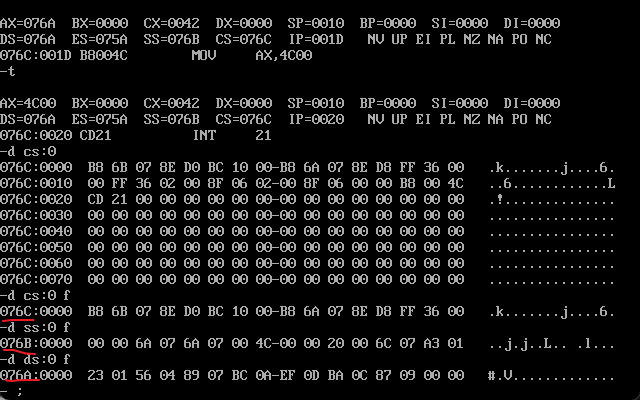 AX=076A BX=0000 CX=0042 DX=0000 SP=0010 BP=0000 SI=0000 DI=0000
DS=076A ES=075A SS=076B CS=076C IP=001D NV UP EI PL NZ NA PO NC
076C:001D B8004C MOV AX,4C00
-t
AX=4C00 BX=0000 CX=0042 DX=0000 SP=0010 BP=0000 SI=0000 DI=0000
DS=076A ES=075A SS=076B CS=076C IP=0020 NV UP EI PL NZ NA PO NC
076C:0020 CD21 INT 21
-d cs:0
076C:0000 B8 6B 07 8E D0 BC 10 00-B8 6A 07 8E D8 FF 36 00 .k.......j....6.
076C:0010 00 FF 36 02 00 8F 06 02-00 8F 06 00 00 B8 00 4C ..6............L
076C:0020 CD 21 00 00 00 00 00 00-00 00 00 00 00 00 00 00 .!..............
076C:0030 00 00 00 00 00 00 00 00-00 00 00 00 00 00 00 00 ................
076C:0040 00 00 00 00 00 00 00 00-00 00 00 00 00 00 00 00 ................
076C:0050 00 00 00 00 00 00 00 00-00 00 00 00 00 00 00 00 ................
076C:0060 00 00 00 00 00 00 00 00-00 00 00 00 00 00 00 00 ................
076C:0070 00 00 00 00 00 00 00 00-00 00 00 00 00 00 00 00 ................
-d cs:0 f
076C:0000 B8 6B 07 8E D0 BC 10 00-B8 6A 07 8E D8 FF 36 00 .k.......j....6.
-d ss:0 f
076B:0000 00 00 6A 07 6A 07 00 4C-00 00 20 00 6C 07 A3 01 ..j.j..L.. .l...
-d ds:0 f
076A:0000 23 01 56 04 89 07 BC 0A-EF 0D BA 0C 87 09 00 00 #.V.............
- ;